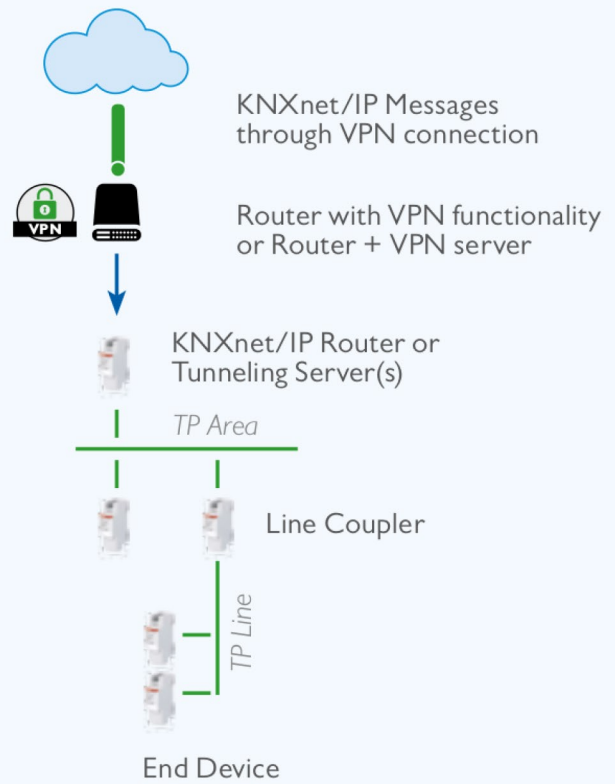 KNXnet/IP Messages
through VPN connection
VPN
Router with VPN functionality
or Router + VPN server
KNXnet/IP Router or
Tunneling Server(s)
TP Area
Line Coupler
TP Line
End Device